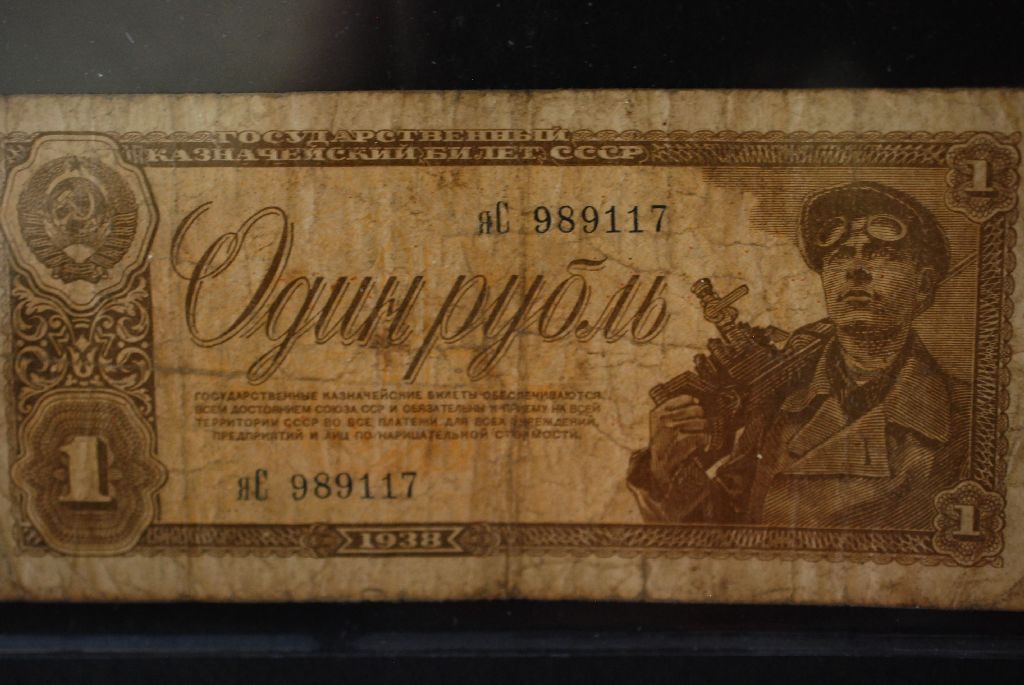 ГОСУДАРСТВЕННЫЙ
КАЗНАЧЕЙСКИЙ БИЛЕТ СССР
1
яС 989117
Один рубль
ГОСУДАРСТВЕННЫЕ КАЗНАЧЕЙСКИЕ БИЛЕТЫ ОБЕСПЕЧИВАЮТСЯ
ВСЕМ ДОСТОЯНИЕМ СОЮЗА ССР И ОБЯЗАТЕЛЬНЫ К ПРИЕМУ НА ВСЕЙ
ТЕРРИТОРИИ СССР ВО ВСЕ ПЛАТЕЖИ ДЛЯ ВСЕХ УЧРЕЖДЕНИЙ,
ПРЕДПРИЯТИЙ И ЛИЦ ПО НАРИЦАТЕЛЬНОЙ СТОИМОСТИ.
1
яС 989117
1
1938